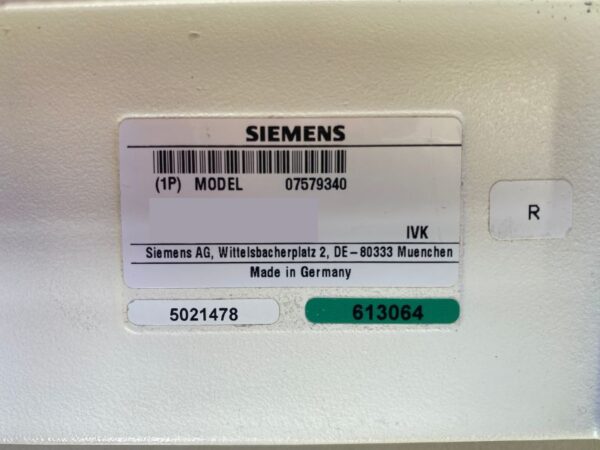 SIEMENS
(1P) MODEL 07579340
IVK
Siemens AG, Wittelsbacherplatz 2, DE-80333 Muenchen
Made in Germany
R
5021478
613064